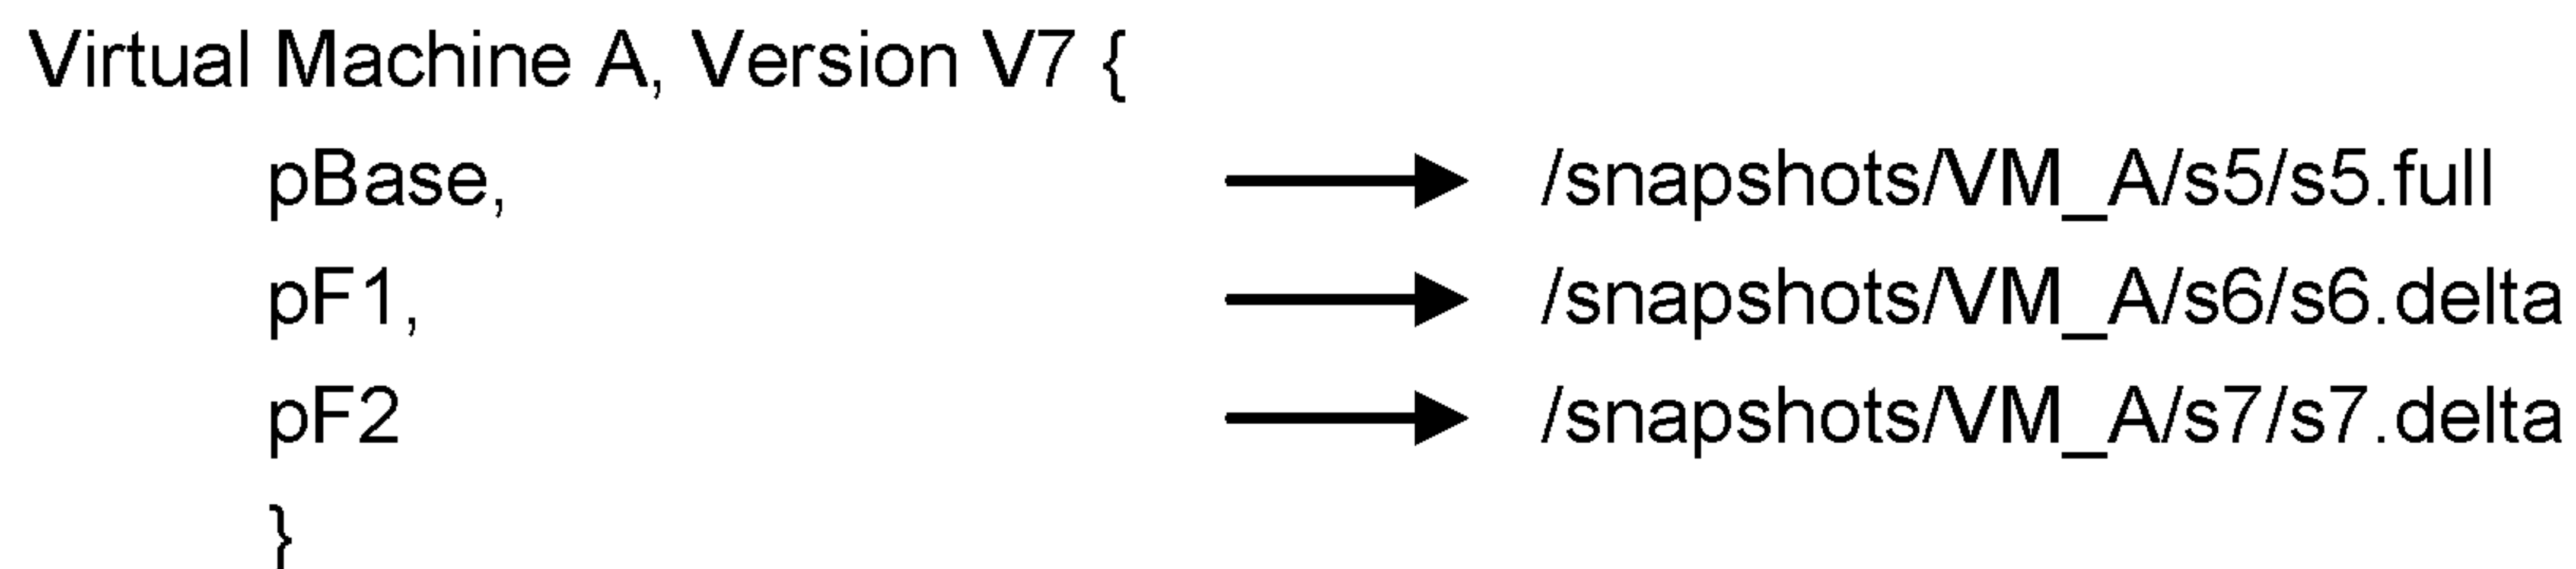 Virtual Machine A, Version V7 {
pBase, /snapshots/VM_A/s5/s5.full
pF1, /snapshots/VM_A/s6/s6.delta
pF2 /snapshots/VM_A/s7/s7.delta
}